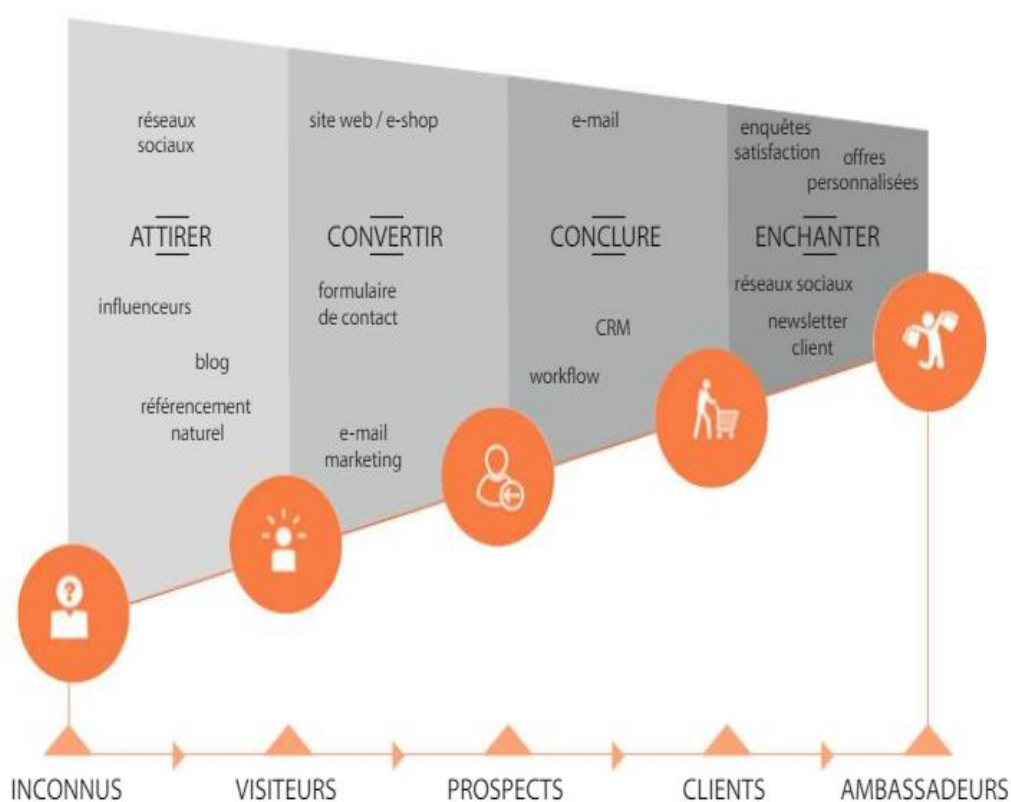 réseaux
sociaux
ATTIRER
influenceurs
blog
référencement
naturel
site web / e-shop
CONVERTIR
formulaire
de contact
e-mail
marketing
e-mail
CONCLURE
CRM
workflow
enquêtes
satisfaction
offres
personnalisées
ENCHANTER
réseaux sociaux
newsletter
client
?
INCONNUS
VISITEURS
PROSPECTS
CLIENTS
AMBASSADEURS